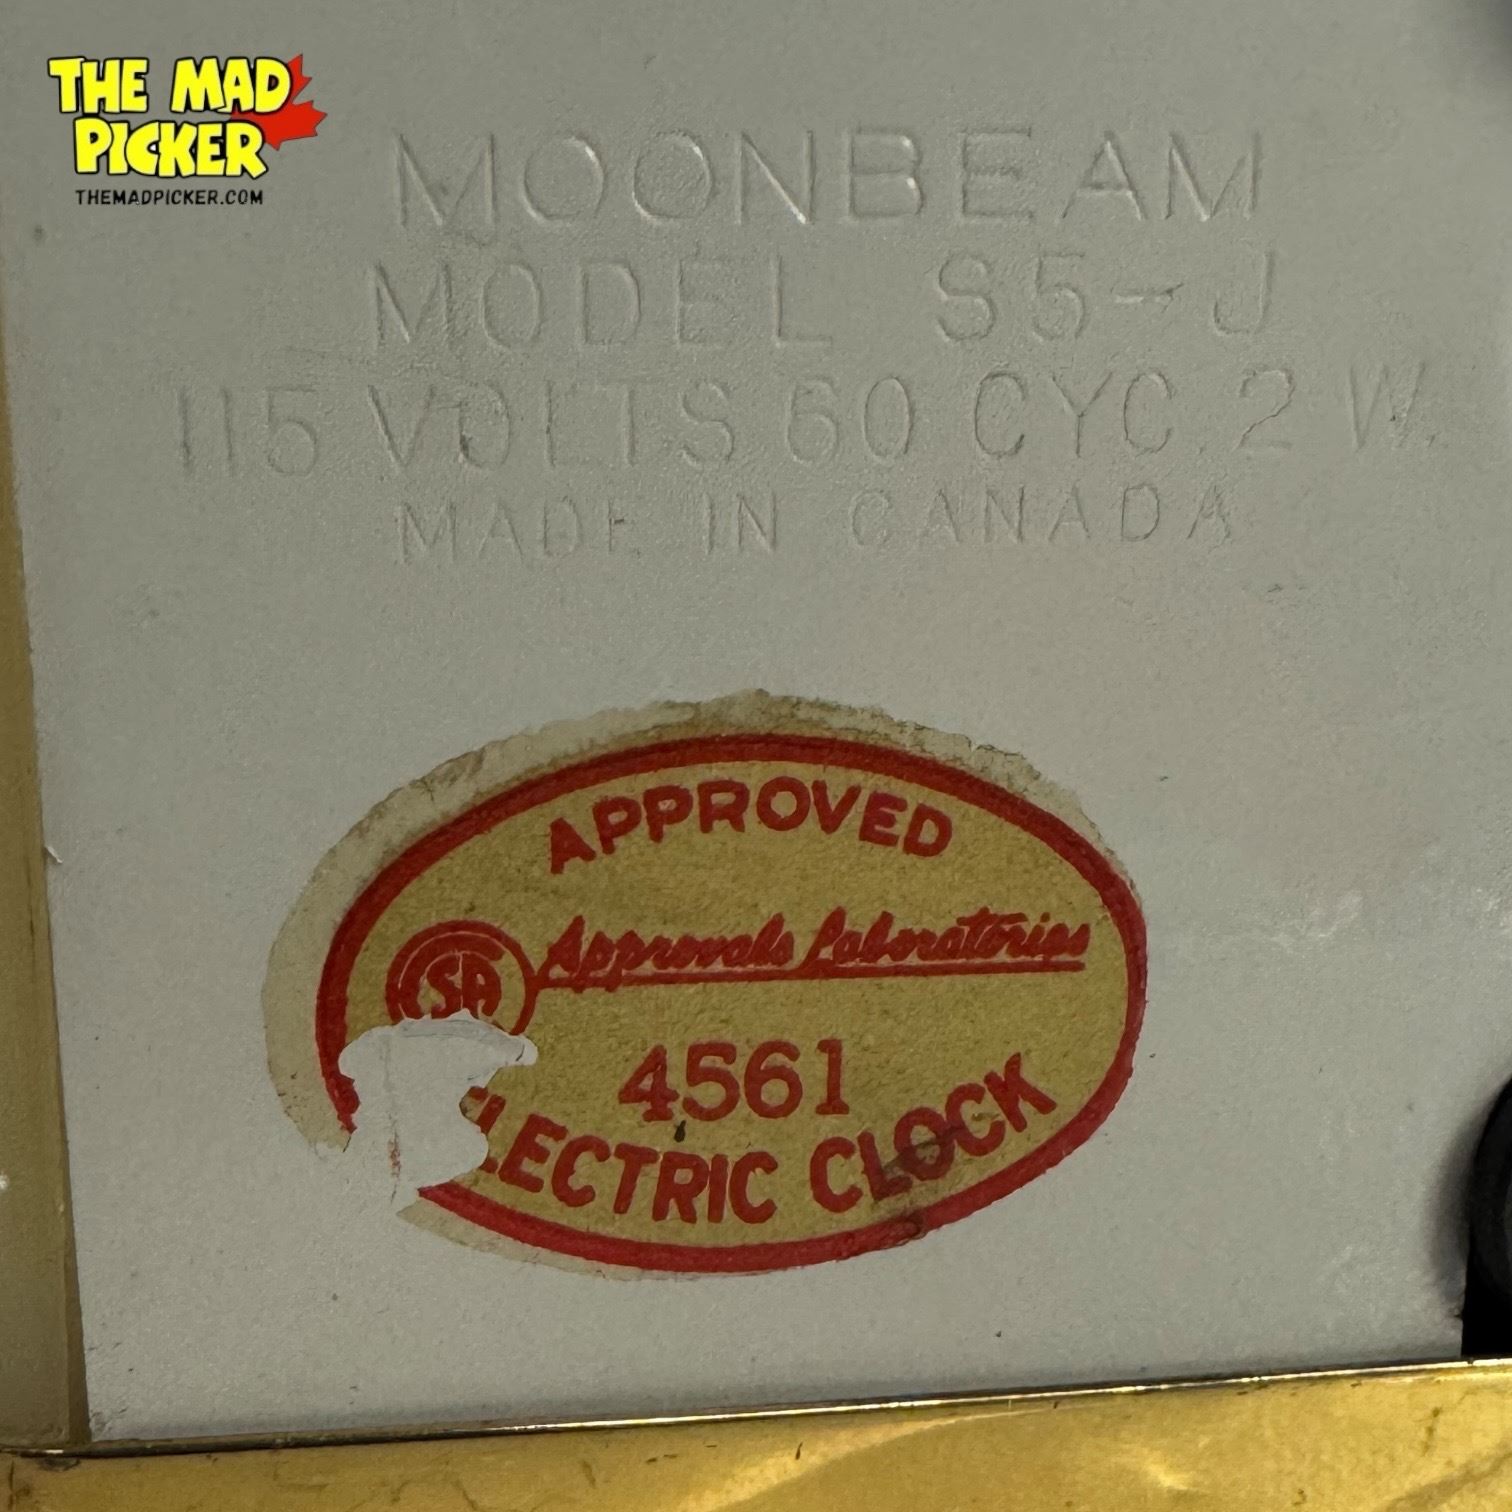 THE MAD
PICKER
THEMADPICKER.COM
MOONBEAM
MODEL S5-J
115 VOLTS 60 CYC 2 W.
MADE IN CANADA
APPROVED
CSA Approvals Laboratories
4561
ELECTRIC CLOCK